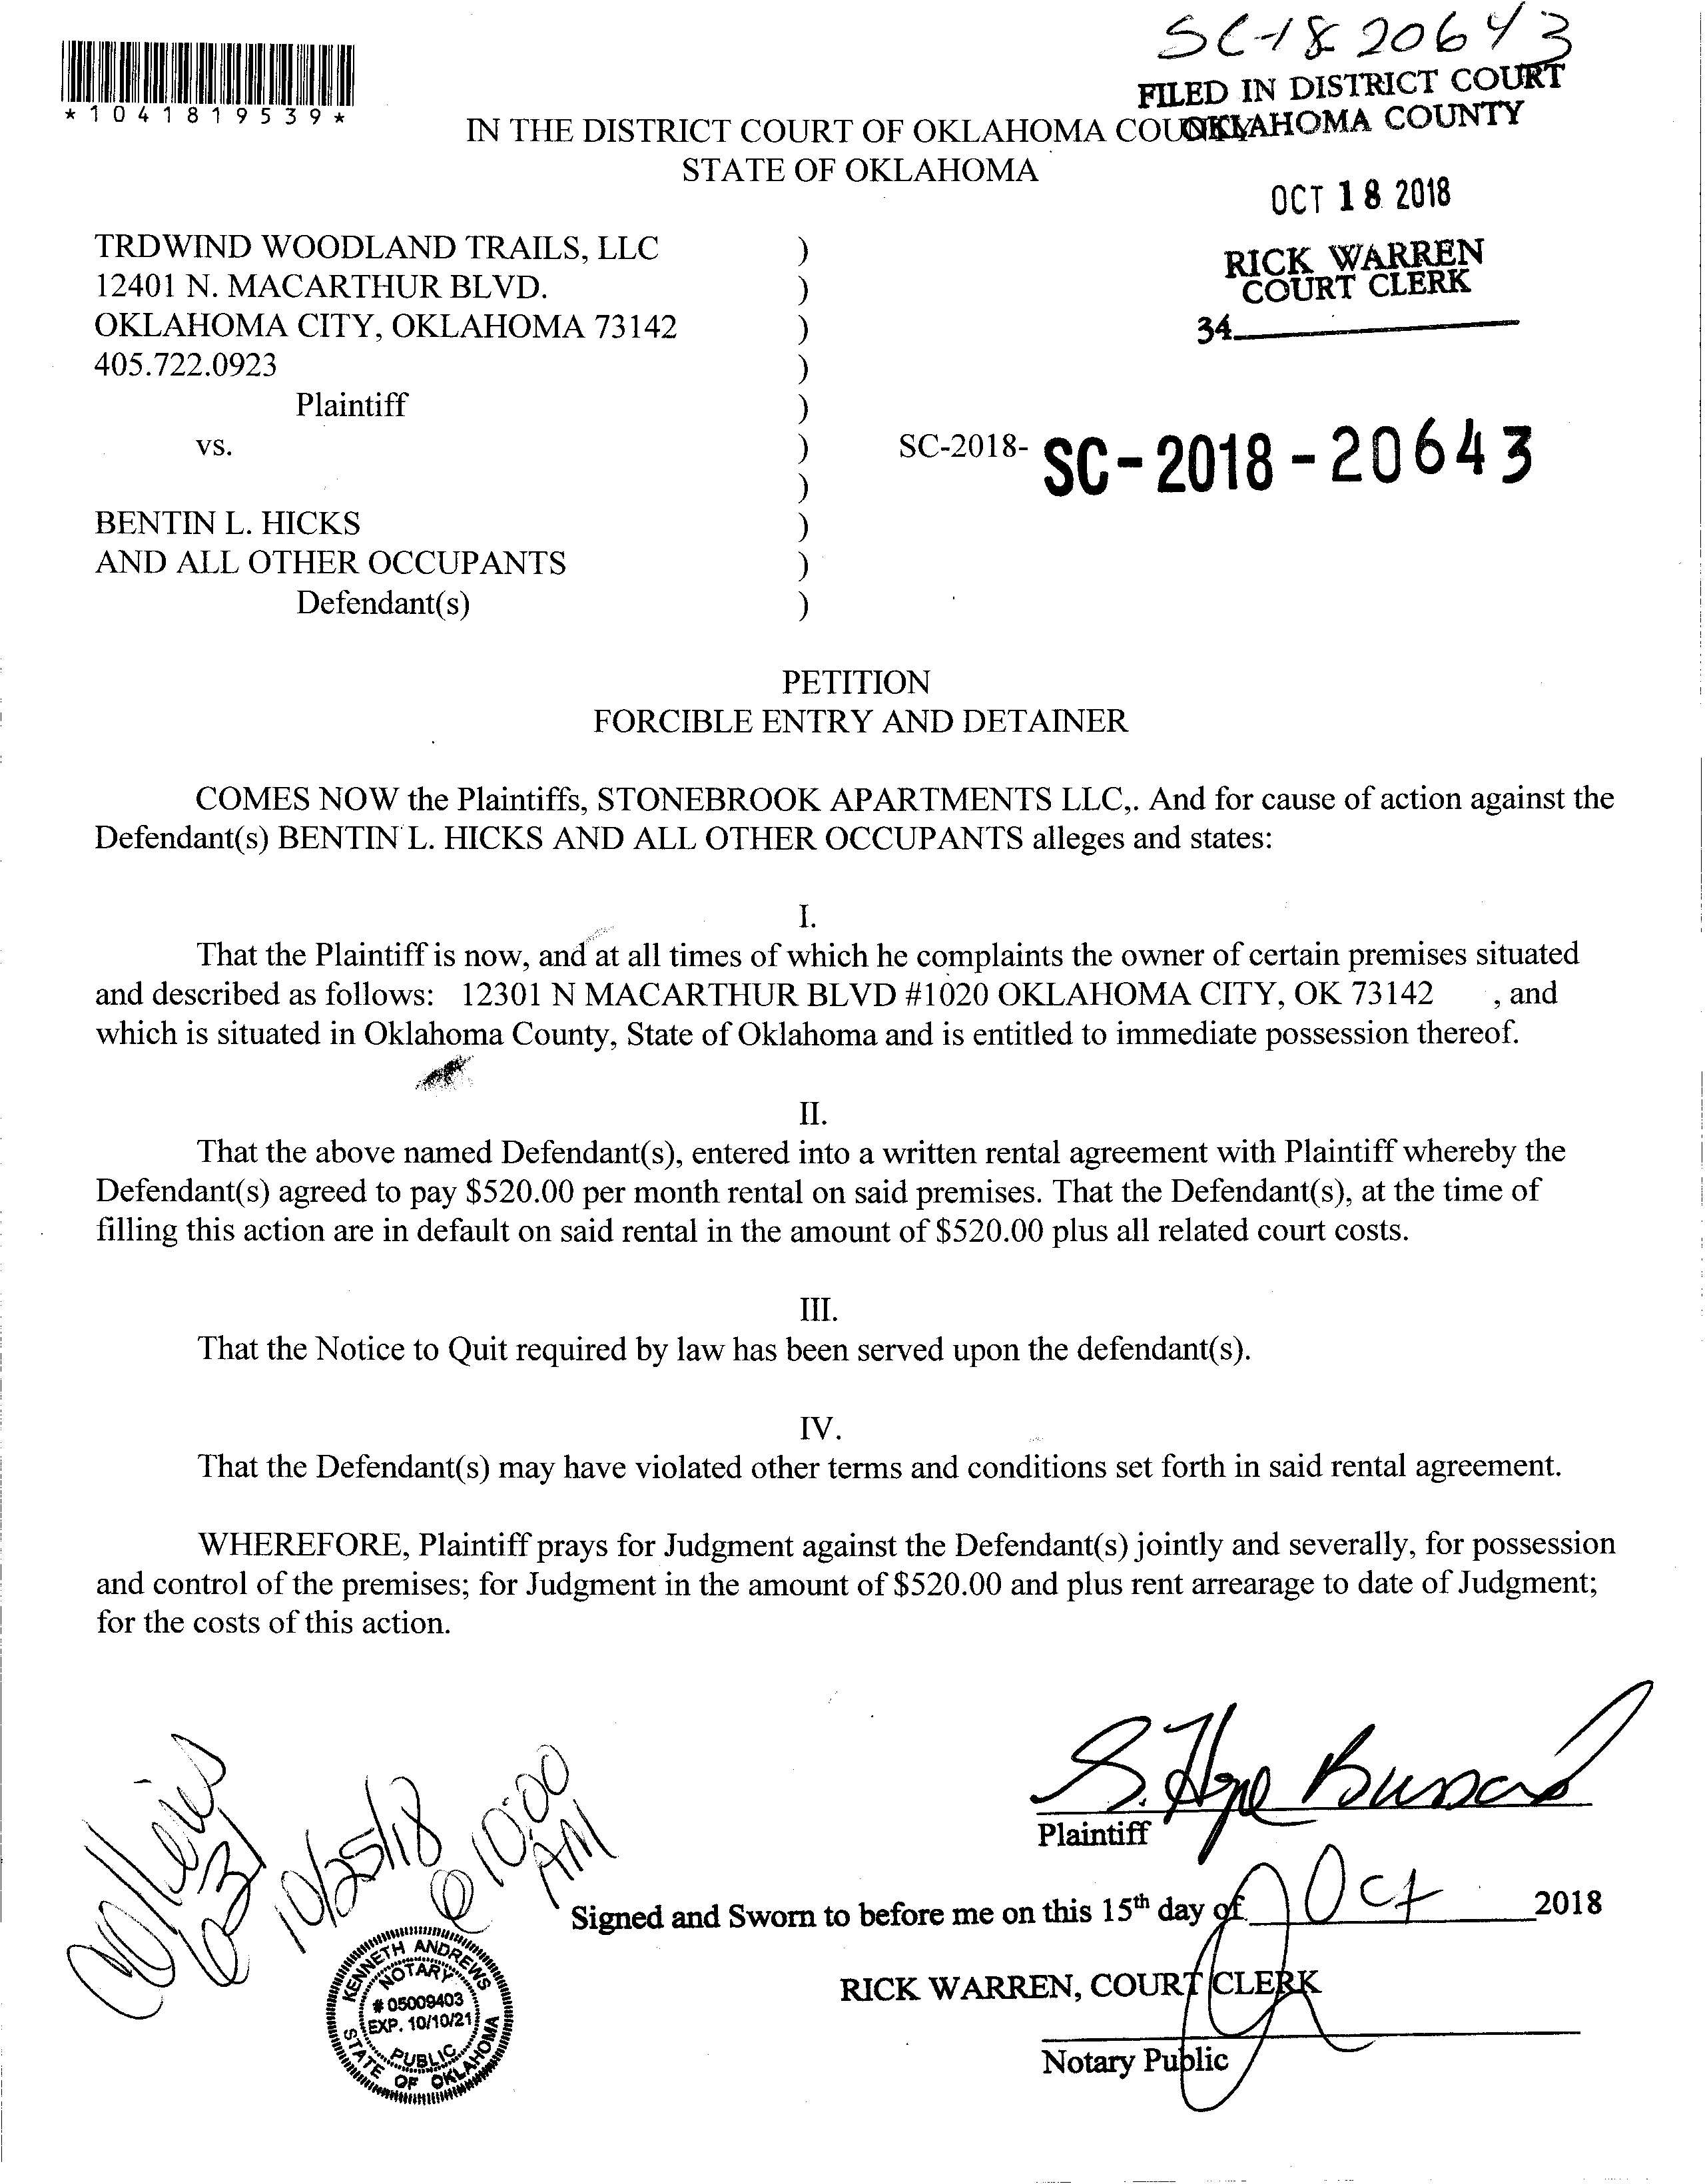 SC-18 20643
FILED IN DISTRICT COURT
OKLAHOMA COUNTY
*1041819539*
IN THE DISTRICT COURT OF OKLAHOMA COUNTY
STATE OF OKLAHOMA
OCT 18 2018
RICK WARREN
COURT CLERK
34
TRDWIND WOODLAND TRAILS, LLC )
12401 N. MACARTHUR BLVD. )
OKLAHOMA CITY, OKLAHOMA 73142 )
405.722.0923 )
Plaintiff )
vs. ) SC-2018- SC-2018-20643
)
BENTIN L. HICKS )
AND ALL OTHER OCCUPANTS )
Defendant(s) )
PETITION
FORCIBLE ENTRY AND DETAINER
COMES NOW the Plaintiffs, STONEBROOK APARTMENTS LLC,. And for cause of action against the
Defendant(s) BENTIN L. HICKS AND ALL OTHER OCCUPANTS alleges and states:
I.
That the Plaintiff is now, and at all times of which he complaints the owner of certain premises situated
and described as follows: 12301 N MACARTHUR BLVD #1020 OKLAHOMA CITY, OK 73142 , and
which is situated in Oklahoma County, State of Oklahoma and is entitled to immediate possession thereof.
II.
That the above named Defendant(s), entered into a written rental agreement with Plaintiff whereby the
Defendant(s) agreed to pay $520.00 per month rental on said premises. That the Defendant(s), at the time of
filling this action are in default on said rental in the amount of $520.00 plus all related court costs.
III.
That the Notice to Quit required by law has been served upon the defendant(s).
IV.
That the Defendant(s) may have violated other terms and conditions set forth in said rental agreement.
WHEREFORE, Plaintiff prays for Judgment against the Defendant(s) jointly and severally, for possession
and control of the premises; for Judgment in the amount of $520.00 and plus rent arrearage to date of Judgment;
for the costs of this action.
S. Hope Bussard
Plaintiff
10/25/18
@ 10:00
AM
Signed and Sworn to before me on this 15th day of Oct 2018
RICK WARREN, COURT CLERK
Notary Public
KENNETH ANDREWS
NOTARY
# 05009403
EXP. 10/10/21
PUBLIC
STATE OF OKLAHOMA